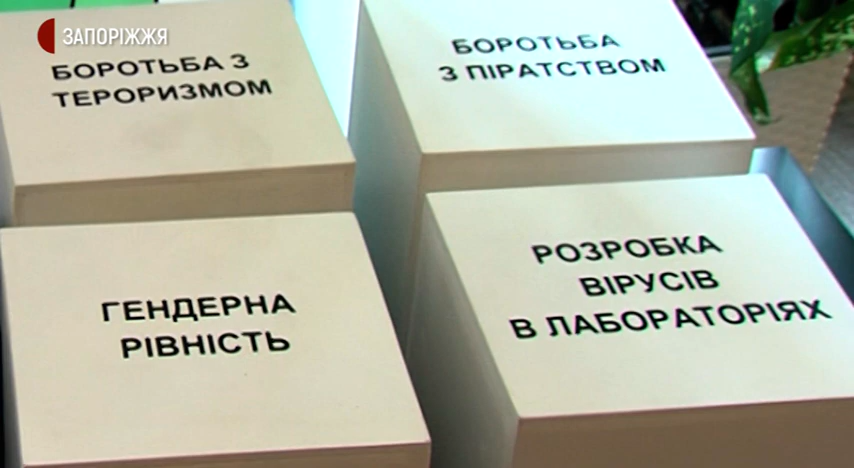 ЗАПОРІЖЖЯ
БОРОТЬБА З
ТЕРОРИЗМОМ
БОРОТЬБА
З ПІРАТСТВОМ
ГЕНДЕРНА
РІВНІСТЬ
РОЗРОБКА
ВІРУСІВ
В ЛАБОРАТОРІЯХ